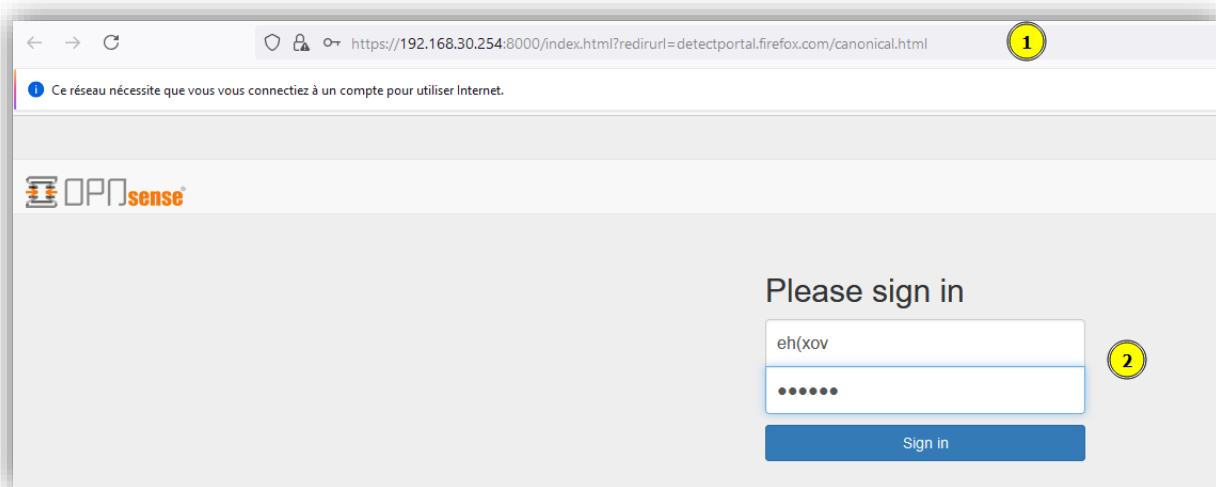 https://192.168.30.254:8000/index.html?redirurl=detectportal.firefox.com/canonical.html
1
Ce réseau nécessite que vous vous connectiez à un compte pour utiliser Internet.
OPNsense®
Please sign in
eh(xov
••••••
2
Sign in